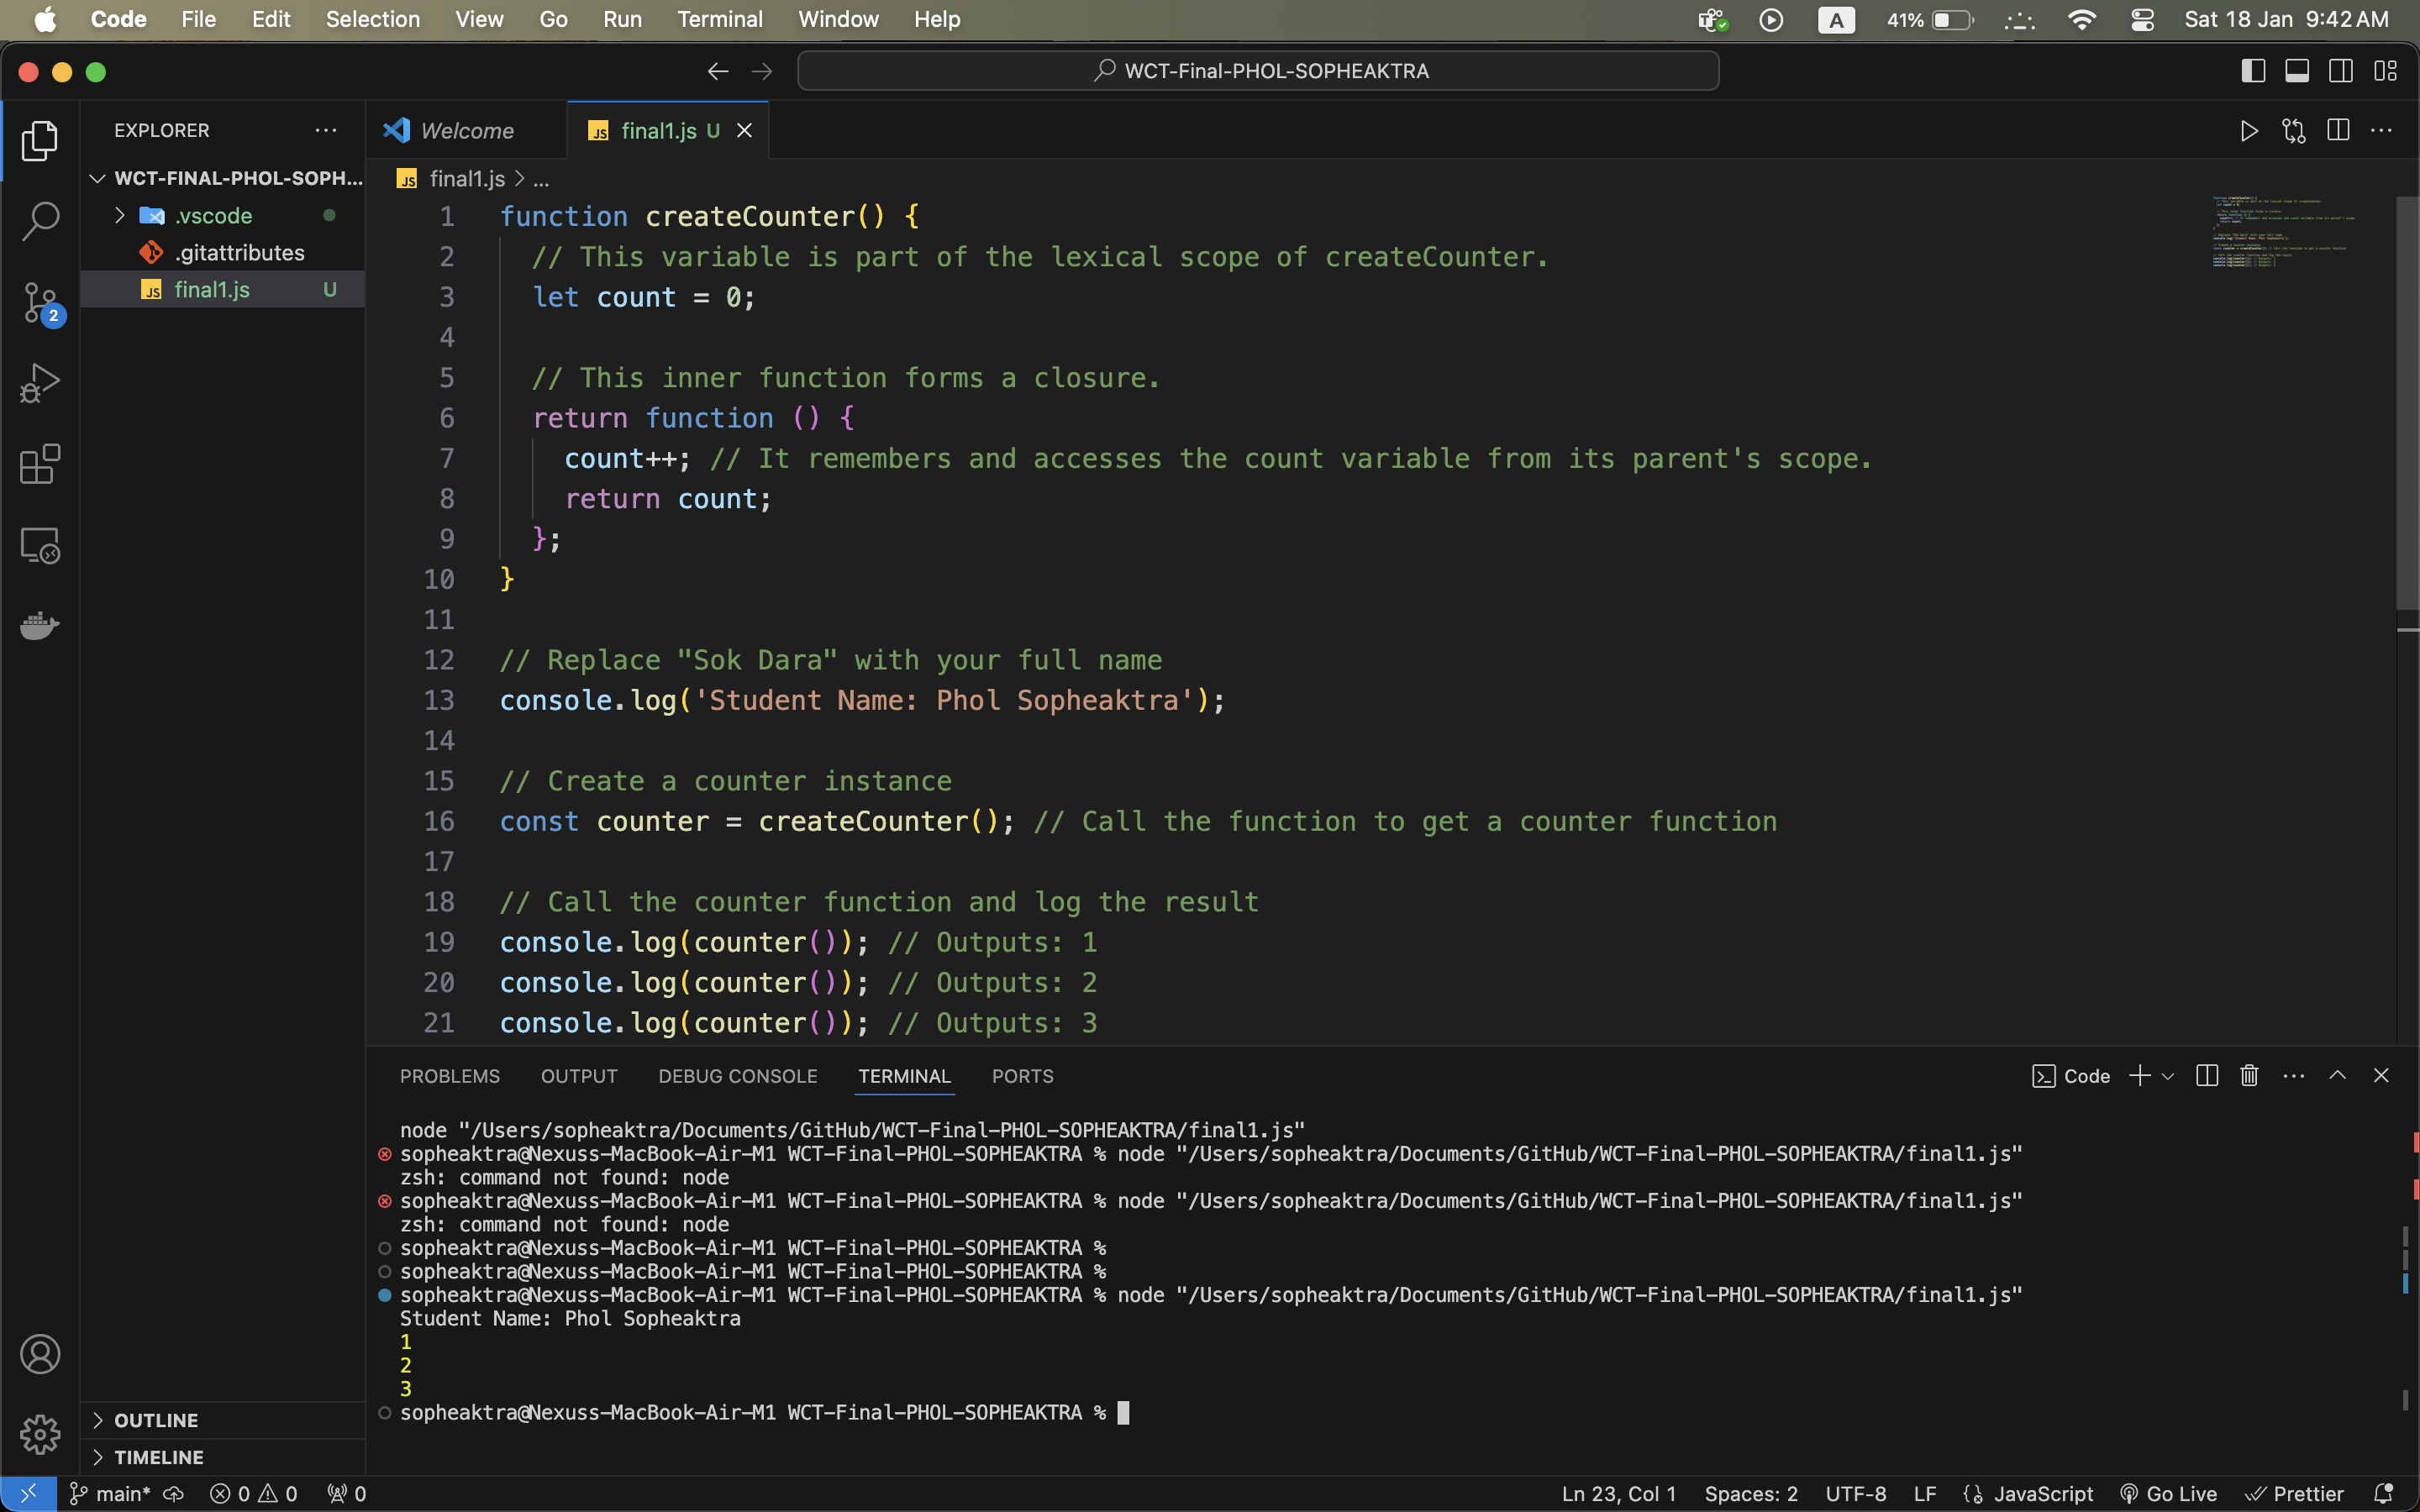 Code File Edit Selection View Go Run Terminal Window Help A 41% Sat 18 Jan 9:42 AM
WCT-Final-PHOL-SOPHEAKTRA
EXPLORER
Welcome
JS final1.js U
WCT-FINAL-PHOL-SOPH...
JS final1.js > ...
.vscode
.gitattributes
JS final1.js U
2
1 function createCounter() {
2 // This variable is part of the lexical scope of createCounter.
3 let count = 0;
4
5 // This inner function forms a closure.
6 return function () {
7 count++; // It remembers and accesses the count variable from its parent's scope.
8 return count;
9 };
10 }
11
12 // Replace "Sok Dara" with your full name
13 console.log('Student Name: Phol Sopheaktra');
14
15 // Create a counter instance
16 const counter = createCounter(); // Call the function to get a counter function
17
18 // Call the counter function and log the result
19 console.log(counter()); // Outputs: 1
20 console.log(counter()); // Outputs: 2
21 console.log(counter()); // Outputs: 3
PROBLEMS OUTPUT DEBUG CONSOLE TERMINAL PORTS Code
node "/Users/sopheaktra/Documents/GitHub/WCT-Final-PHOL-SOPHEAKTRA/final1.js"
sopheaktra@Nexuss-MacBook-Air-M1 WCT-Final-PHOL-SOPHEAKTRA % node "/Users/sopheaktra/Documents/GitHub/WCT-Final-PHOL-SOPHEAKTRA/final1.js"
zsh: command not found: node
sopheaktra@Nexuss-MacBook-Air-M1 WCT-Final-PHOL-SOPHEAKTRA % node "/Users/sopheaktra/Documents/GitHub/WCT-Final-PHOL-SOPHEAKTRA/final1.js"
zsh: command not found: node
sopheaktra@Nexuss-MacBook-Air-M1 WCT-Final-PHOL-SOPHEAKTRA %
sopheaktra@Nexuss-MacBook-Air-M1 WCT-Final-PHOL-SOPHEAKTRA %
sopheaktra@Nexuss-MacBook-Air-M1 WCT-Final-PHOL-SOPHEAKTRA % node "/Users/sopheaktra/Documents/GitHub/WCT-Final-PHOL-SOPHEAKTRA/final1.js"
Student Name: Phol Sopheaktra
1
2
3
sopheaktra@Nexuss-MacBook-Air-M1 WCT-Final-PHOL-SOPHEAKTRA %
OUTLINE
TIMELINE
main* 0 0 0 Ln 23, Col 1 Spaces: 2 UTF-8 LF JavaScript Go Live Prettier